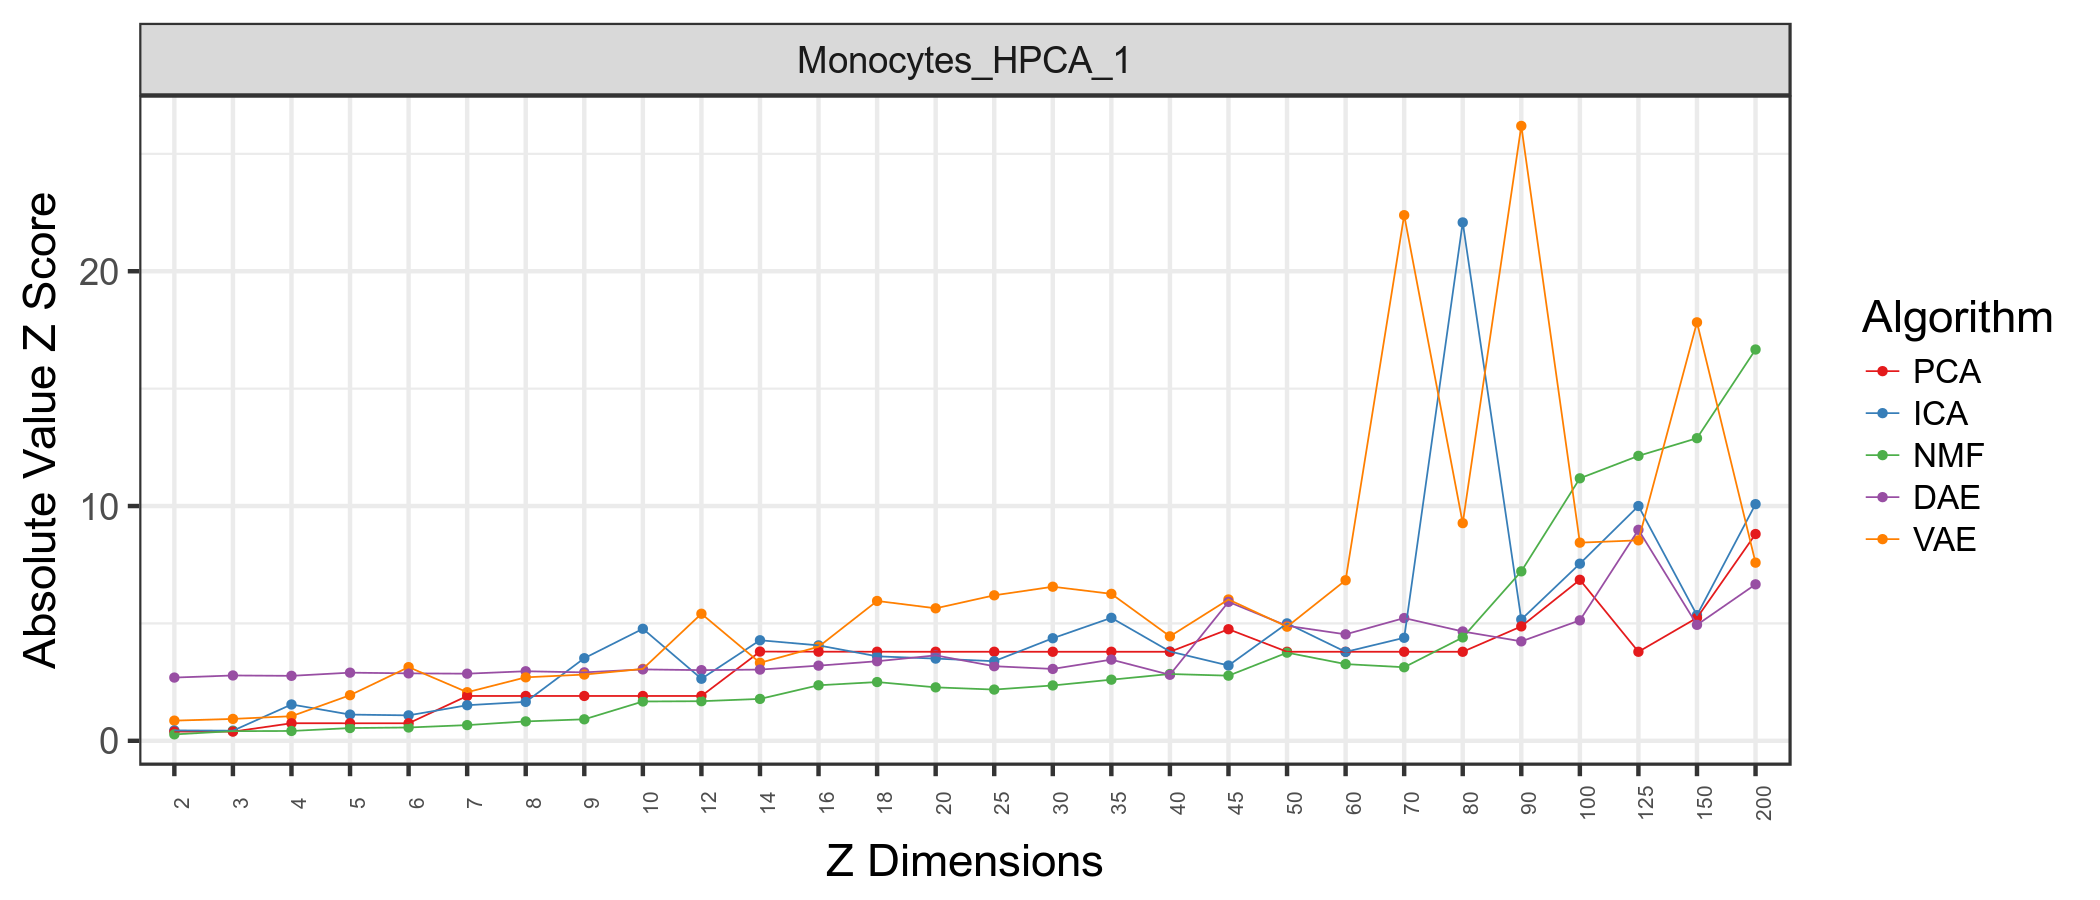 Monocytes_HPCA_1
Absolute Value Z Score
20
10
0
2 3 4 5 6 7 8 9 10 12 14 16 18 20 25 30 35 40 45 50 60 70 80 90 100 125 150 200
Z Dimensions
Algorithm
PCA
ICA
NMF
DAE
VAE